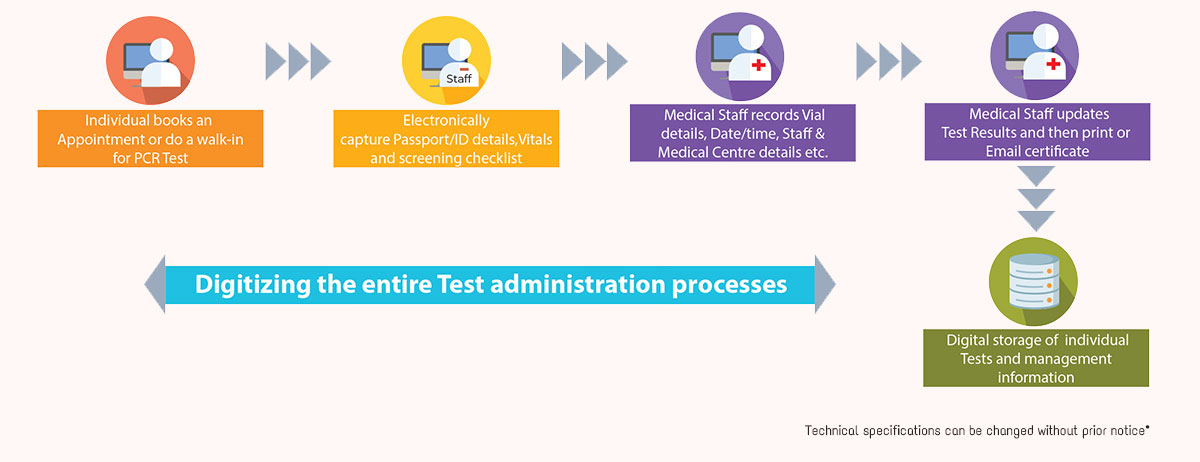 Staff
Individual books an
Appointment or do a walk-in
for PCR Test
Electronically
capture Passport/ID details,Vitals
and screening checklist
Medical Staff records Vial
details, Date/time, Staff &
Medical Centre details etc.
Medical Staff updates
Test Results and then print or
Email certificate
Digitizing the entire Test administration processes
Digital storage of individual
Tests and management
information
Technical specifications can be changed without prior notice*